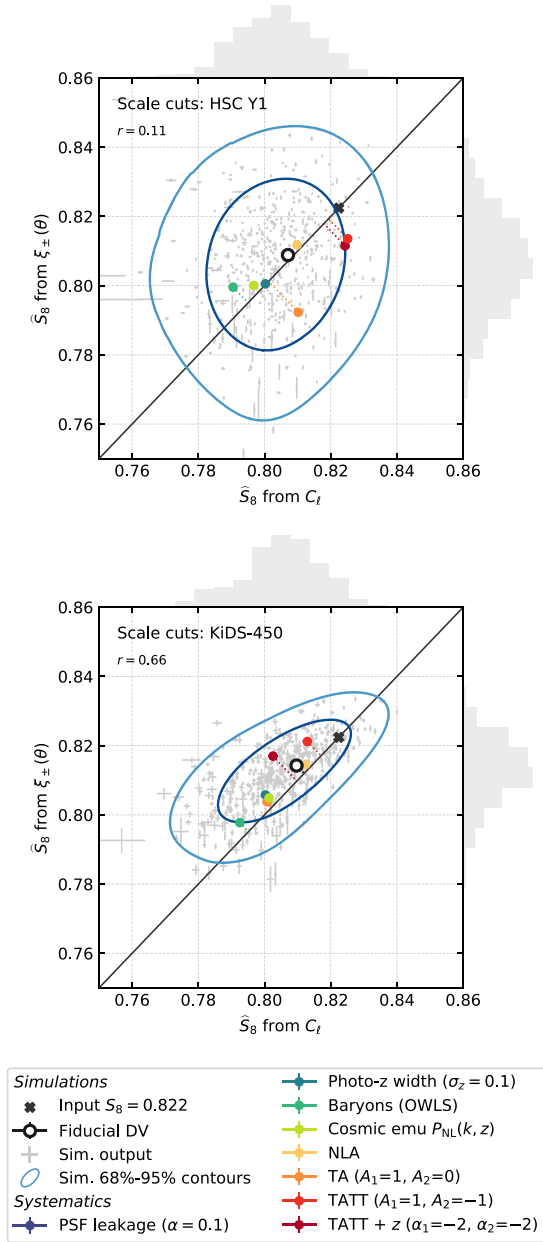 0.86
Scale cuts: HSC Y1
r = 0.11
0.84
0.82
0.80
0.78
0.76
Ŝ₈ from ξ±(θ)
0.76 0.78 0.80 0.82 0.84 0.86
Ŝ₈ from Cℓ
0.86
Scale cuts: KiDS-450
r = 0.66
0.84
0.82
0.80
0.78
0.76
Ŝ₈ from ξ±(θ)
0.76 0.78 0.80 0.82 0.84 0.86
Ŝ₈ from Cℓ
Simulations
Input S₈ = 0.822
Fiducial DV
Sim. output
Sim. 68%-95% contours
Systematics
PSF leakage (α = 0.1)
Photo-z width (σ_z = 0.1)
Baryons (OWLS)
Cosmic emu P_NL(k, z)
NLA
TA (A₁=1, A₂=0)
TATT (A₁=1, A₂=−1)
TATT + z (α₁=−2, α₂=−2)